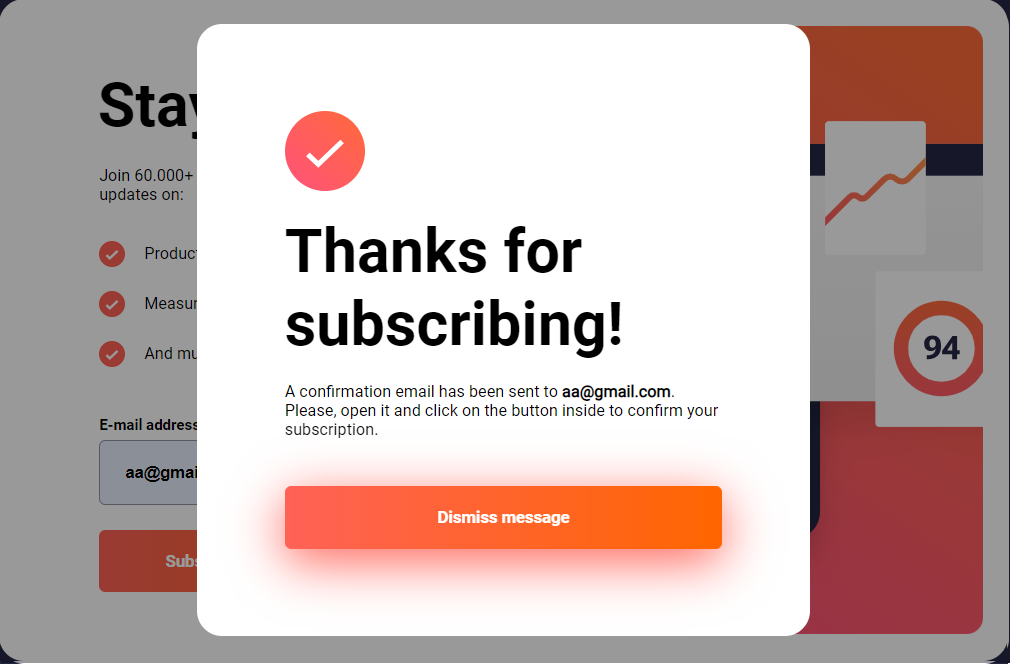 Stay
Join 60.000+
updates on:
Product
Measur
And mu
E-mail address
aa@gmai
Subs
Thanks for
subscribing!
A confirmation email has been sent to aa@gmail.com.
Please, open it and click on the button inside to confirm your
subscription.
Dismiss message
94